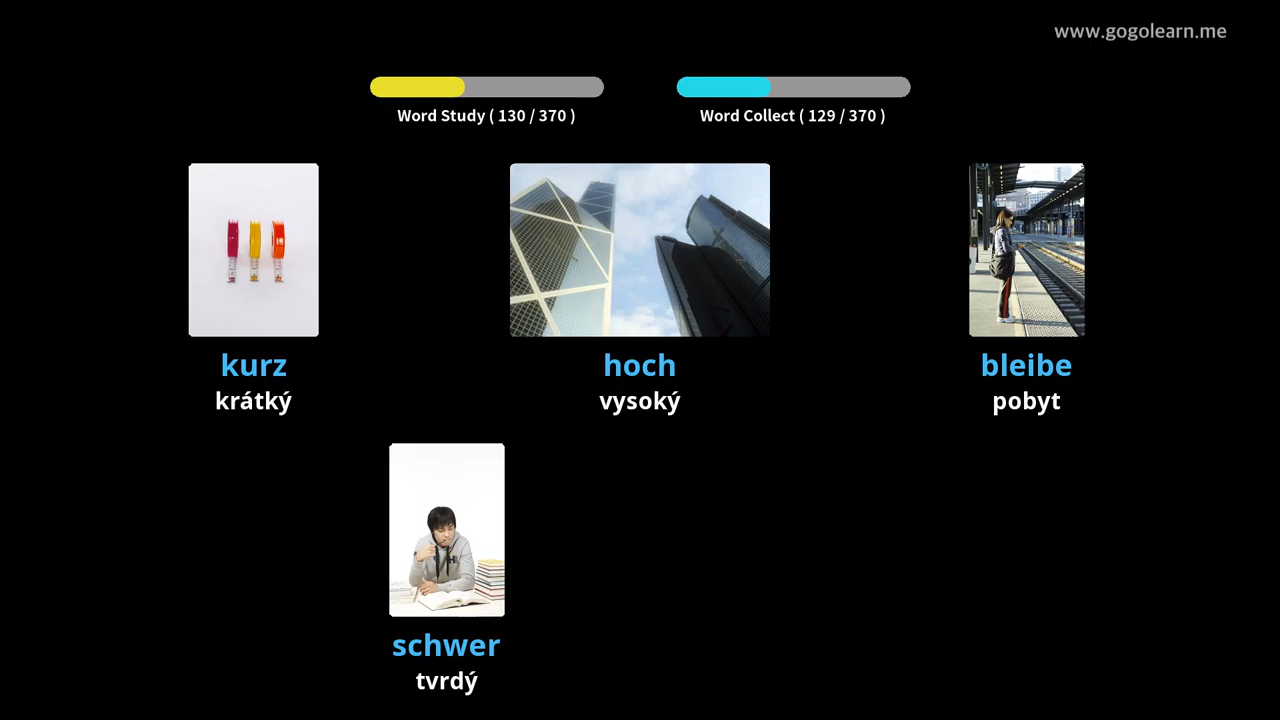 www.gogolearn.me
Word Study ( 130 / 370 )
Word Collect ( 129 / 370 )
kurz
krátký
hoch
vysoký
bleibe
pobyt
schwer
tvrdý